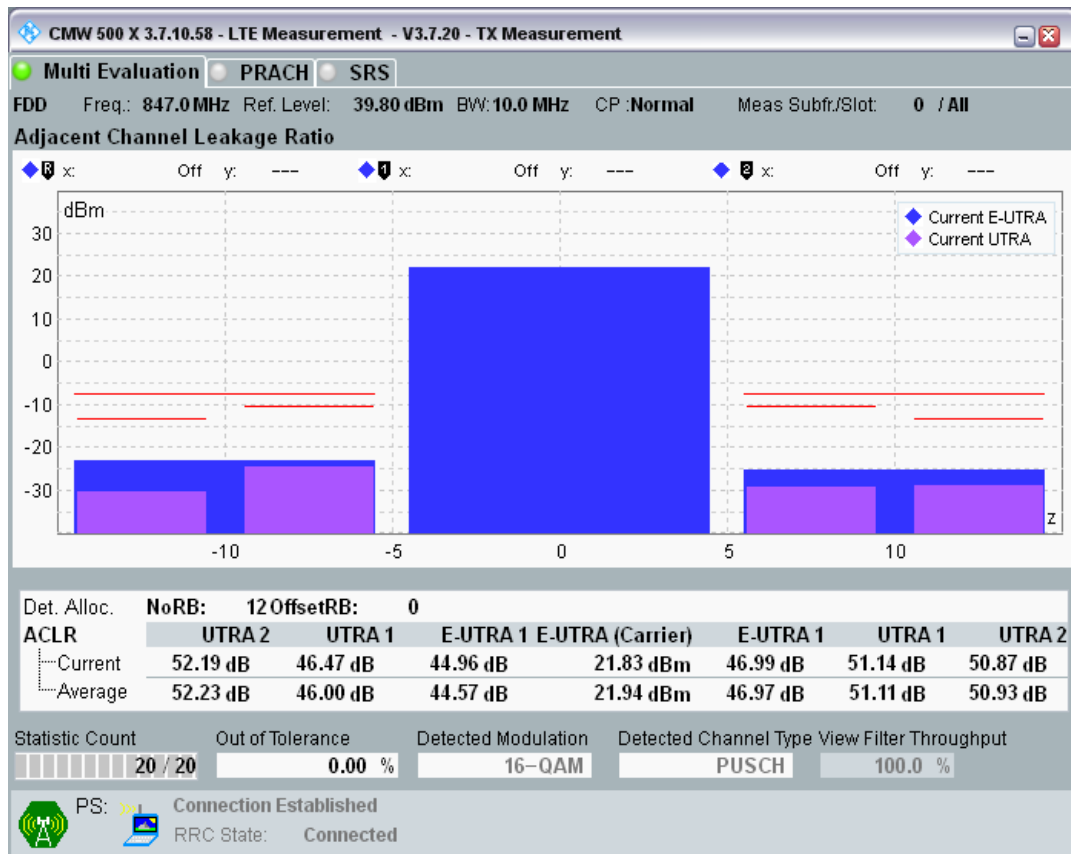 CMW 500 X 3.7.10.58 - LTE Measurement - V3.7.20 - TX Measurement
Multi Evaluation PRACH SRS
FDD Freq.: 847.0 MHz Ref. Level: 39.80 dBm BW: 10.0 MHz CP :Normal Meas Subfr./Slot: 0 / All
Adjacent Channel Leakage Ratio
R x: Off y: --- 1 x: Off y: --- 2 x: Off y: ---
dBm
Current E-UTRA
Current UTRA
30
20
10
0
-10
-20
-30
z
-10 -5 0 5 10
Det. Alloc. NoRB: 12 OffsetRB: 0
ACLR UTRA 2 UTRA 1 E-UTRA 1 E-UTRA (Carrier) E-UTRA 1 UTRA 1 UTRA 2
Current 52.19 dB 46.47 dB 44.96 dB 21.83 dBm 46.99 dB 51.14 dB 50.87 dB
Average 52.23 dB 46.00 dB 44.57 dB 21.94 dBm 46.97 dB 51.11 dB 50.93 dB
Statistic Count Out of Tolerance Detected Modulation Detected Channel Type View Filter Throughput
20 / 20 0.00 % 16-QAM PUSCH 100.0 %
PS: Connection Established
RRC State: Connected